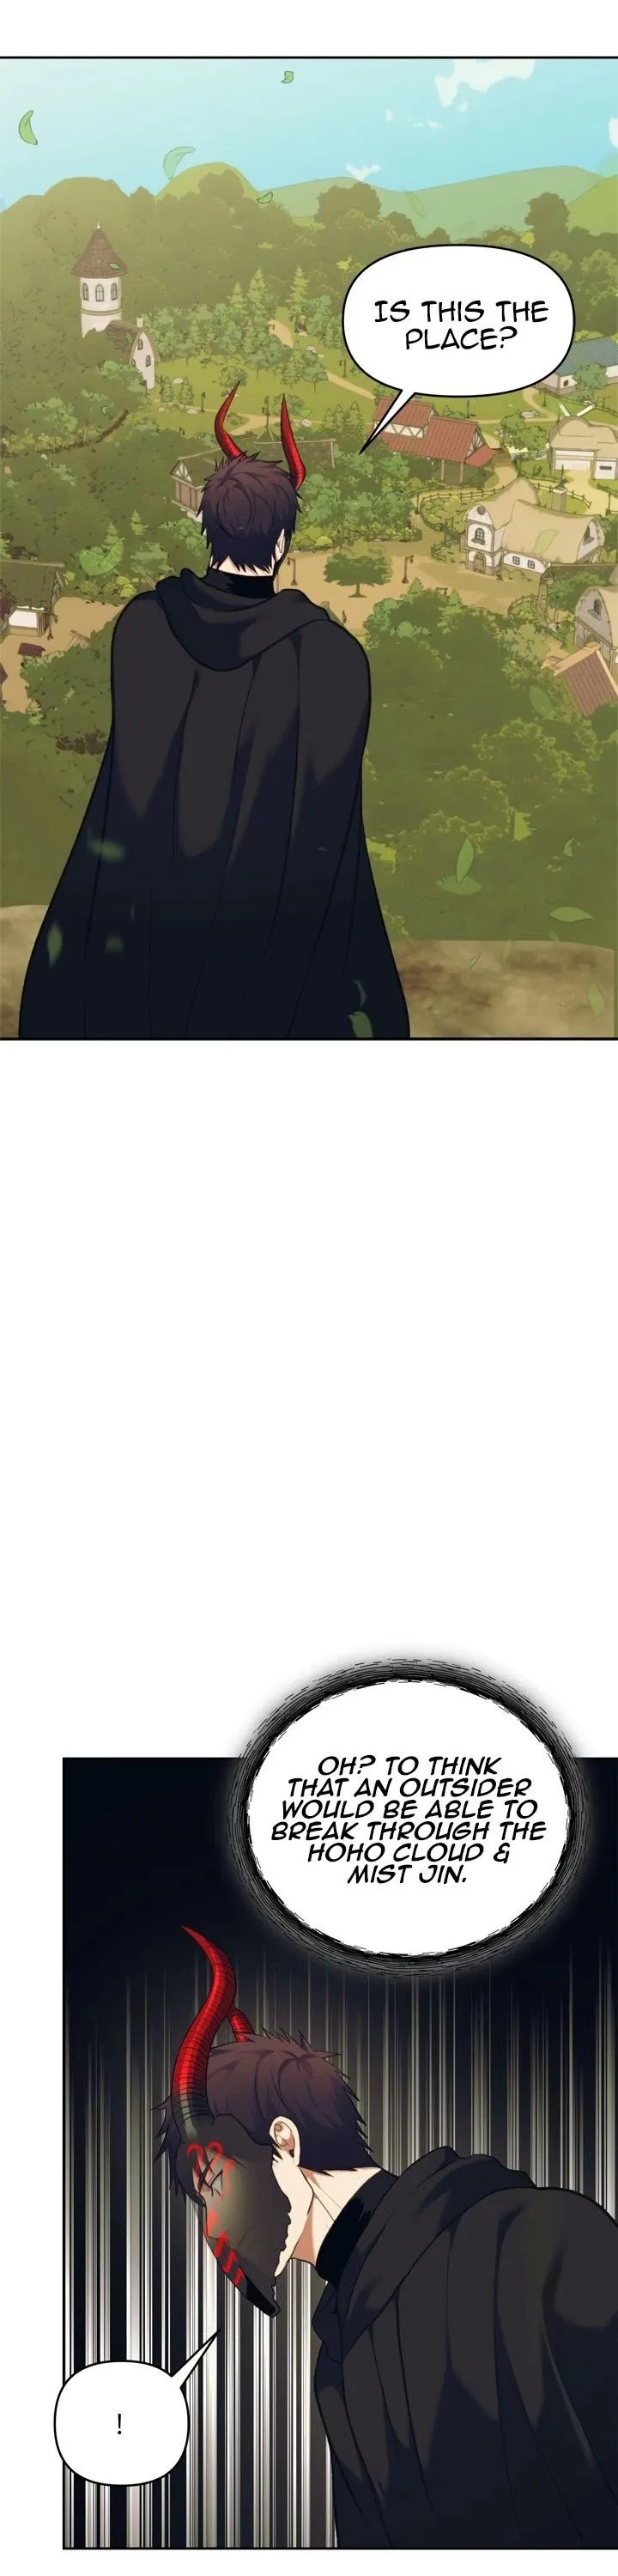 IS THIS THE
PLACE?
OH? TO THINK
THAT AN OUTSIDER
WOULD BE ABLE TO
BREAK THROUGH THE
HOHO CLOUD &
MIST JIN.
!